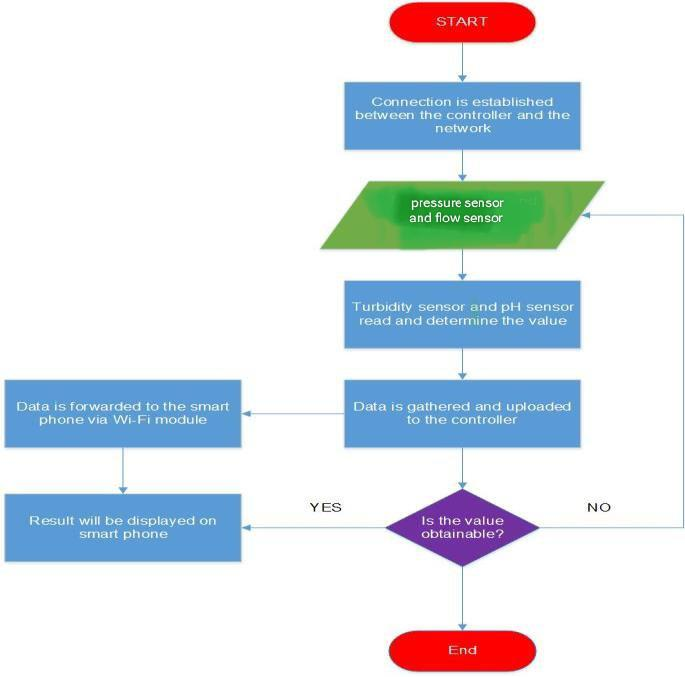 START
Connection is established
between the controller and the
network
pressure sensor
and flow sensor
Turbidity sensor and pH sensor
read and determine the value
Data is forwarded to the smart
phone via Wi-Fi module
Data is gathered and uploaded
to the controller
Result will be displayed on
smart phone
YES
Is the value
obtainable?
NO
End